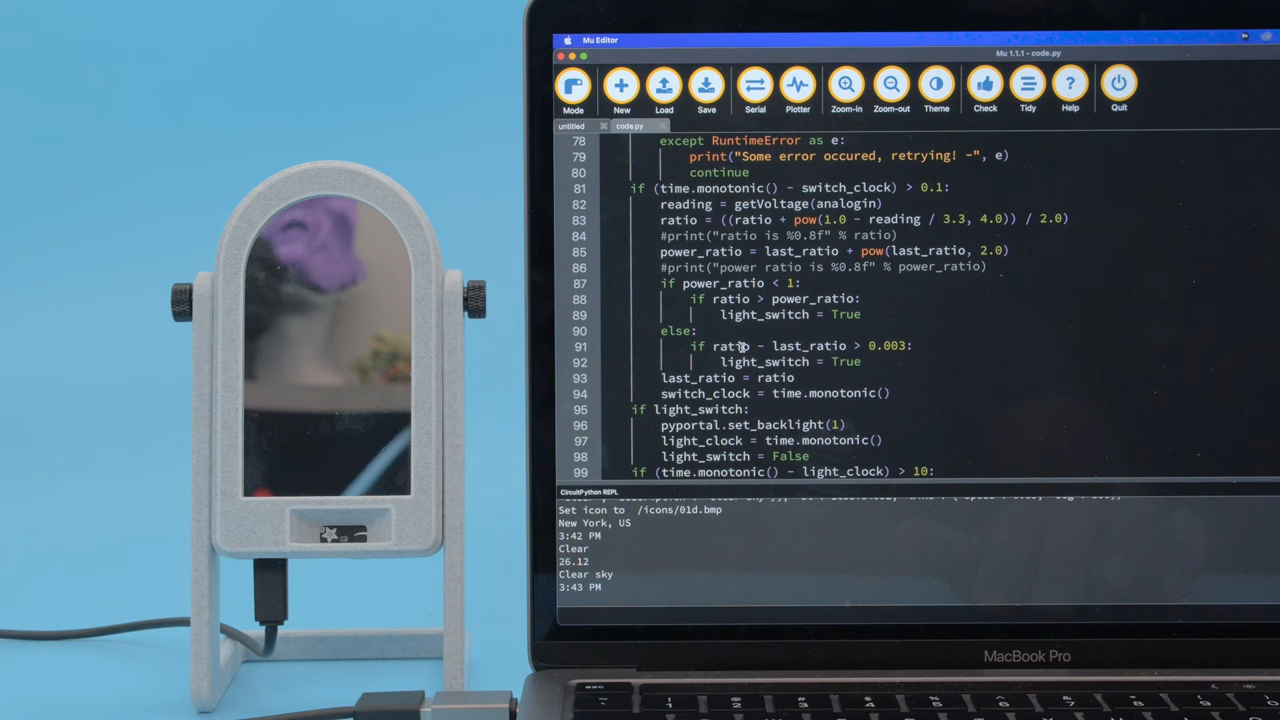 Mu Editor
Mu 1.1.1 - code.py
Mode New Load Save Serial Plotter Zoom-in Zoom-out Theme Check Tidy Help Quit
untitled code.py
78 except RuntimeError as e:
79 print("Some error occured, retrying! -", e)
80 continue
81 if (time.monotonic() - switch_clock) > 0.1:
82 reading = getVoltage(analogin)
83 ratio = ((ratio + pow(1.0 - reading / 3.3, 4.0)) / 2.0)
84 #print("ratio is %0.8f" % ratio)
85 power_ratio = last_ratio + pow(last_ratio, 2.0)
86 #print("power ratio is %0.8f" % power_ratio)
87 if power_ratio < 1:
88 if ratio > power_ratio:
89 light_switch = True
90 else:
91 if ratio - last_ratio > 0.003:
92 light_switch = True
93 last_ratio = ratio
94 switch_clock = time.monotonic()
95 if light_switch:
96 pyportal.set_backlight(1)
97 light_clock = time.monotonic()
98 light_switch = False
99 if (time.monotonic() - light_clock) > 10:
CircuitPython REPL
Set icon to /icons/01d.bmp
New York, US
3:42 PM
Clear
26.12
Clear sky
3:43 PM
MacBook Pro
esc